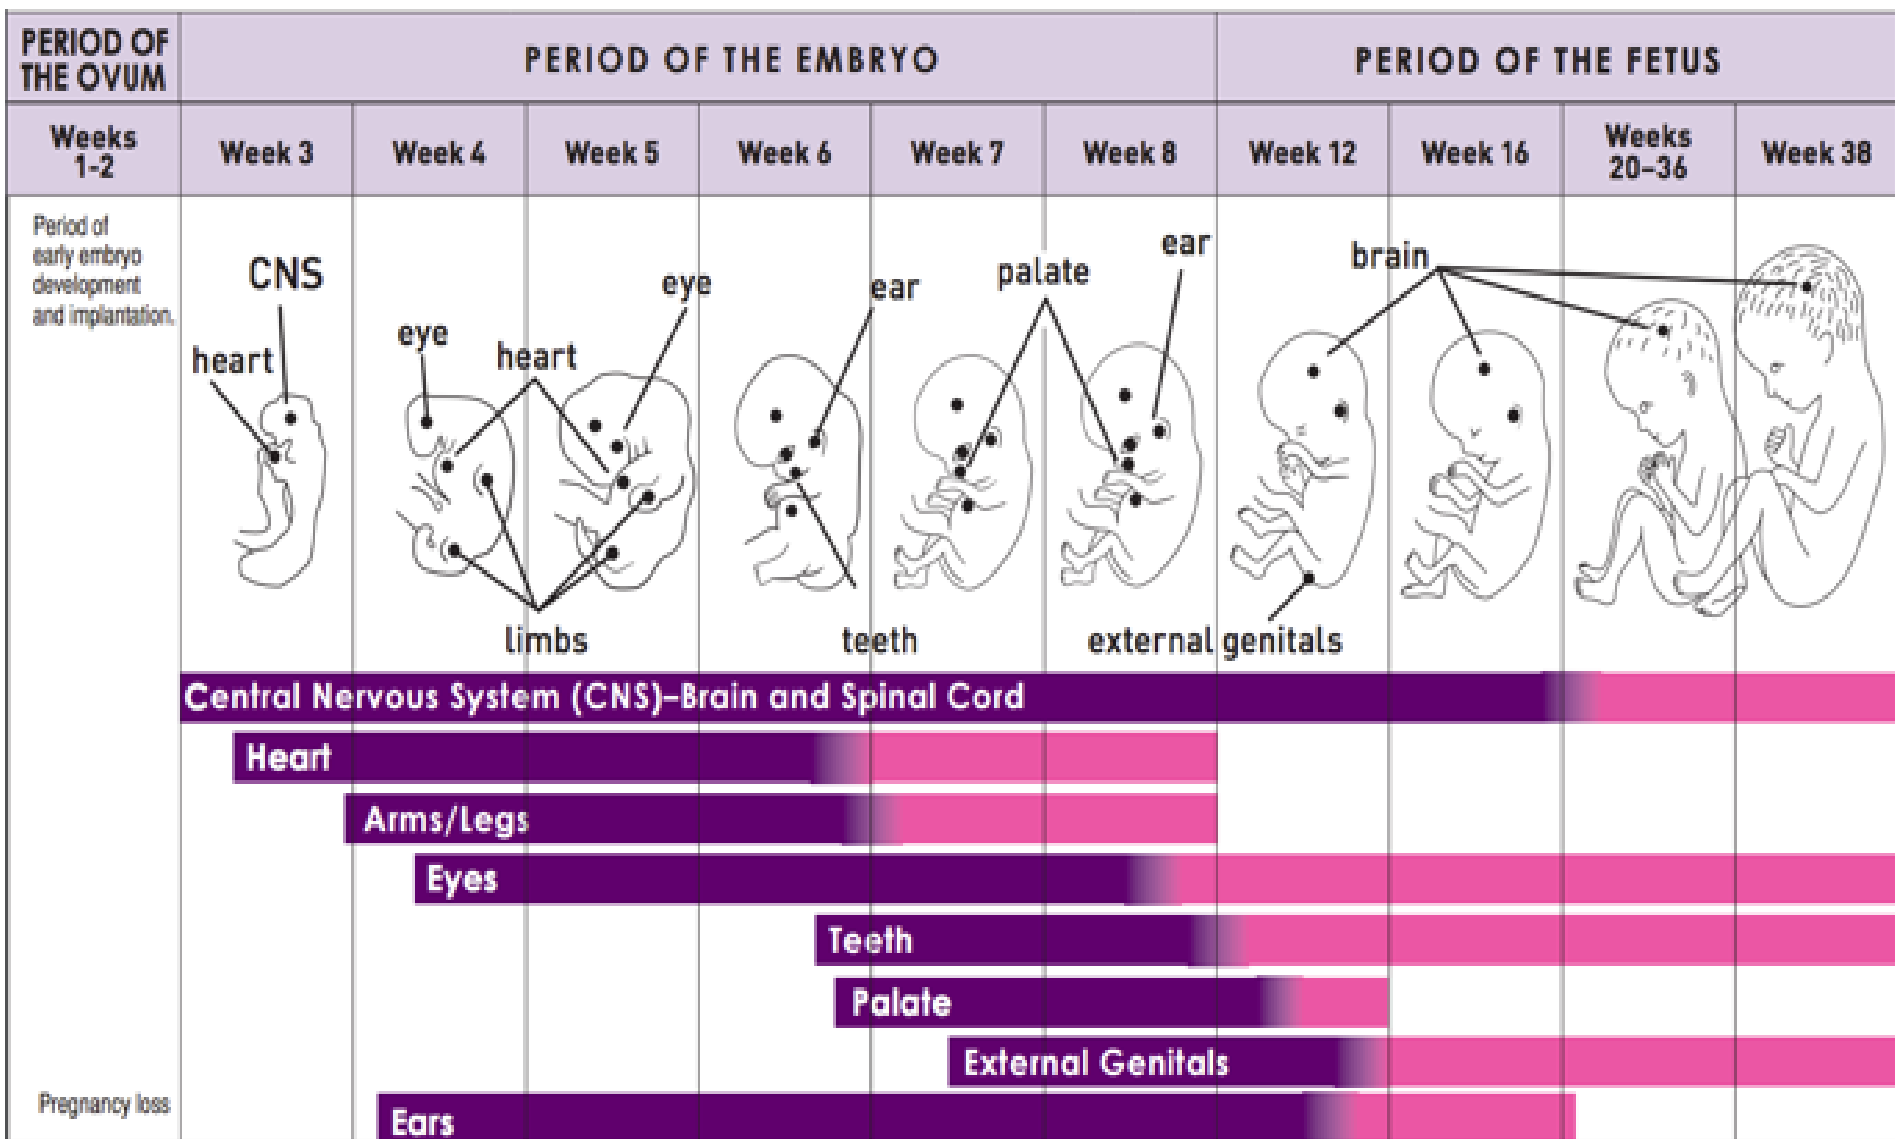 PERIOD OF
THE OVUM
PERIOD OF THE EMBRYO
PERIOD OF THE FETUS
Weeks
1-2
Week 3
Week 4
Week 5
Week 6
Week 7
Week 8
Week 12
Week 16
Weeks
20–36
Week 38
Period of
early embryo
development
and implantation.
CNS
heart
eye
heart
eye
ear
palate
ear
brain
limbs
teeth
external genitals
Central Nervous System (CNS)–Brain and Spinal Cord
Heart
Arms/Legs
Eyes
Teeth
Palate
External Genitals
Pregnancy loss
Ears